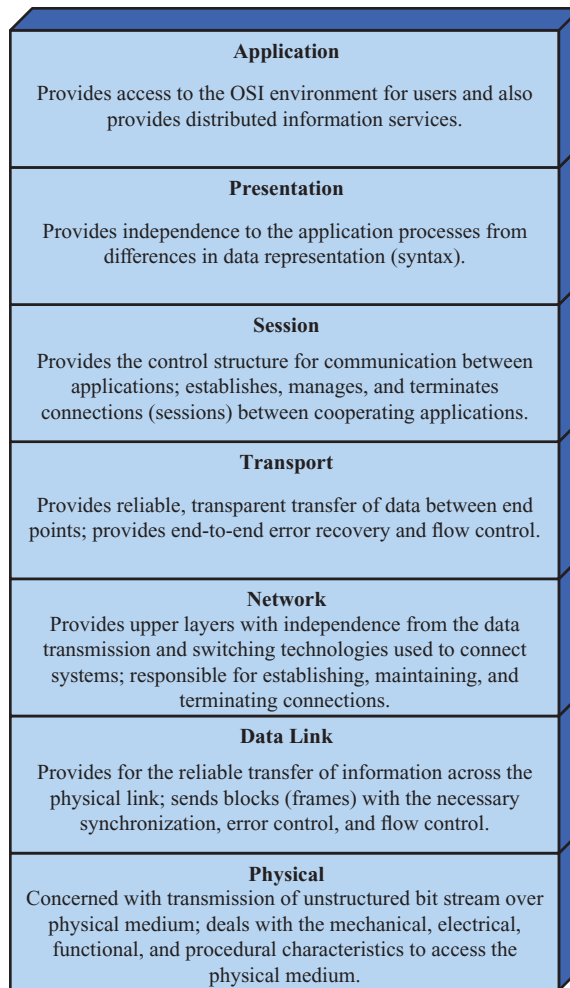 Application
Provides access to the OSI environment for users and also
provides distributed information services.
Presentation
Provides independence to the application processes from
differences in data representation (syntax).
Session
Provides the control structure for communication between
applications; establishes, manages, and terminates
connections (sessions) between cooperating applications.
Transport
Provides reliable, transparent transfer of data between end
points; provides end-to-end error recovery and flow control.
Network
Provides upper layers with independence from the data
transmission and switching technologies used to connect
systems; responsible for establishing, maintaining, and
terminating connections.
Data Link
Provides for the reliable transfer of information across the
physical link; sends blocks (frames) with the necessary
synchronization, error control, and flow control.
Physical
Concerned with transmission of unstructured bit stream over
physical medium; deals with the mechanical, electrical,
functional, and procedural characteristics to access the
physical medium.